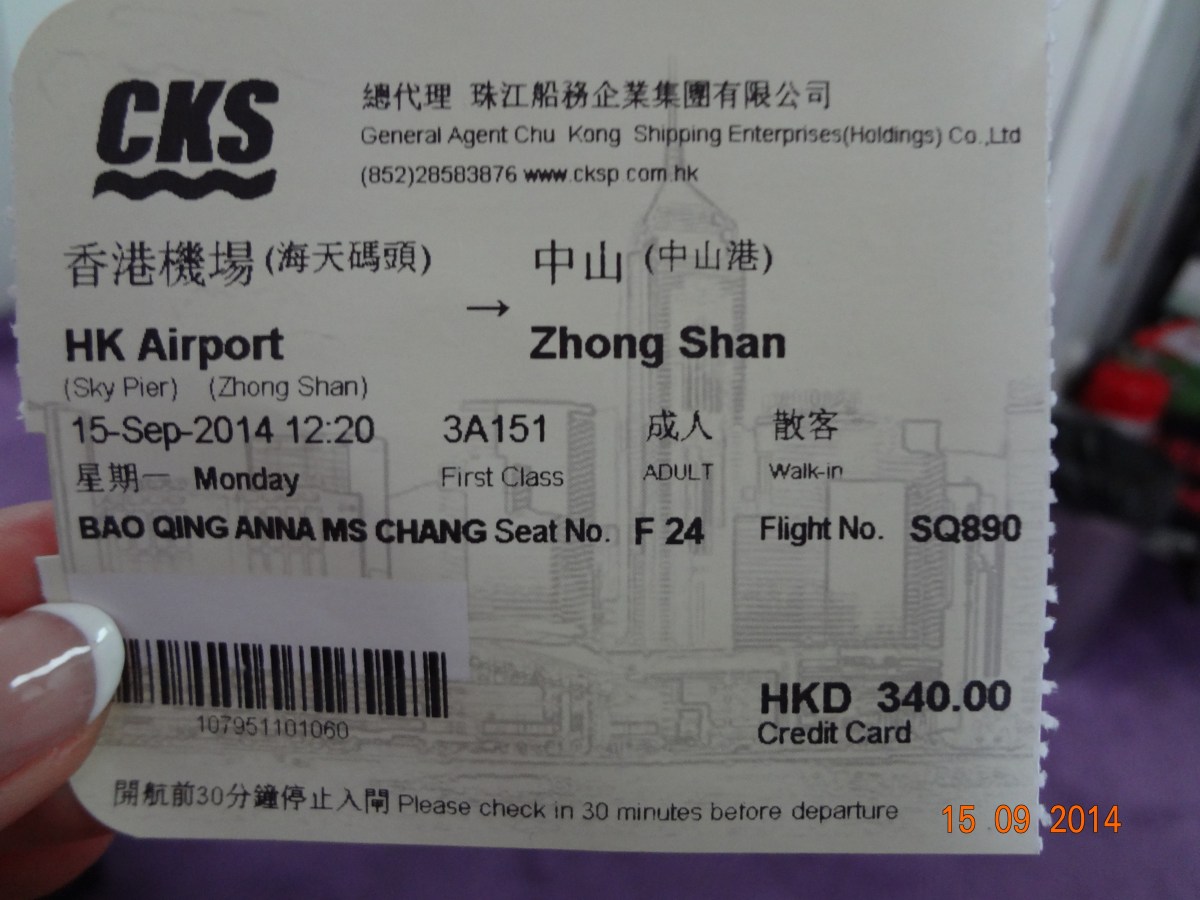 CKS
總代理 珠江船務企業集團有限公司
General Agent Chu Kong Shipping Enterprises(Holdings) Co.,Ltd
(852)28583876 www.cksp.com.hk
香港機場 (海天碼頭) 中山 (中山港)
→
HK Airport Zhong Shan
(Sky Pier) (Zhong Shan)
15-Sep-2014 12:20 3A151 成人 散客
星期一 Monday First Class ADULT Walk-in
BAO QING ANNA MS CHANG Seat No. F 24 Flight No. SQ890
107951101060
HKD 340.00
Credit Card
開航前30分鐘停止入閘 Please check in 30 minutes before departure
15 09 2014